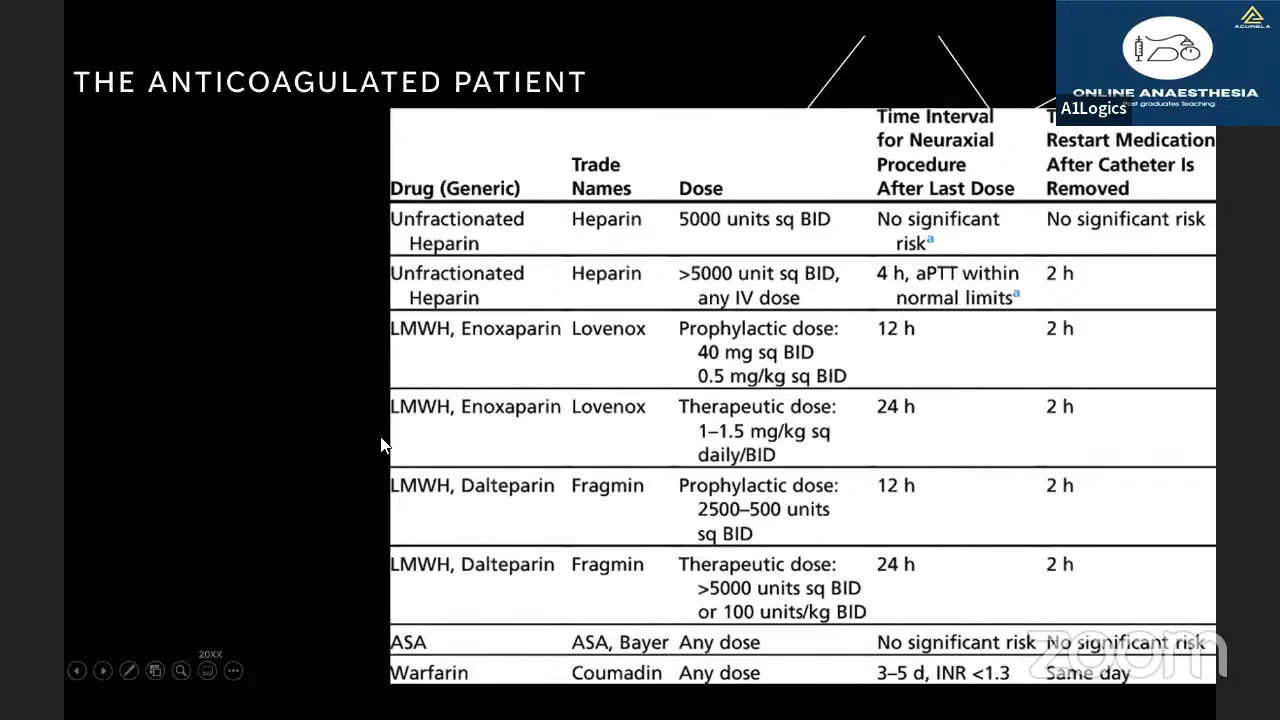 THE ANTICOAGULATED PATIENT
ACURELA
ONLINE ANAESTHESIA
Post graduates Teaching
A1Logics
Drug (Generic)
Trade
Names
Dose
Time Interval
for Neuraxial
Procedure
After Last Dose
Restart Medication
After Catheter Is
Removed
Unfractionated
Heparin
Heparin
5000 units sq BID
No significant
riskᵃ
No significant risk
Unfractionated
Heparin
Heparin
>5000 unit sq BID,
any IV dose
4 h, aPTT within
normal limitsᵃ
2 h
LMWH, Enoxaparin
Lovenox
Prophylactic dose:
40 mg sq BID
0.5 mg/kg sq BID
12 h
2 h
LMWH, Enoxaparin
Lovenox
Therapeutic dose:
1–1.5 mg/kg sq
daily/BID
24 h
2 h
LMWH, Dalteparin
Fragmin
Prophylactic dose:
2500–500 units
sq BID
12 h
2 h
LMWH, Dalteparin
Fragmin
Therapeutic dose:
>5000 units sq BID
or 100 units/kg BID
24 h
2 h
ASA
ASA, Bayer
Any dose
No significant risk
No significant risk
Warfarin
Coumadin
Any dose
3–5 d, INR <1.3
Same day
20XX
zoom